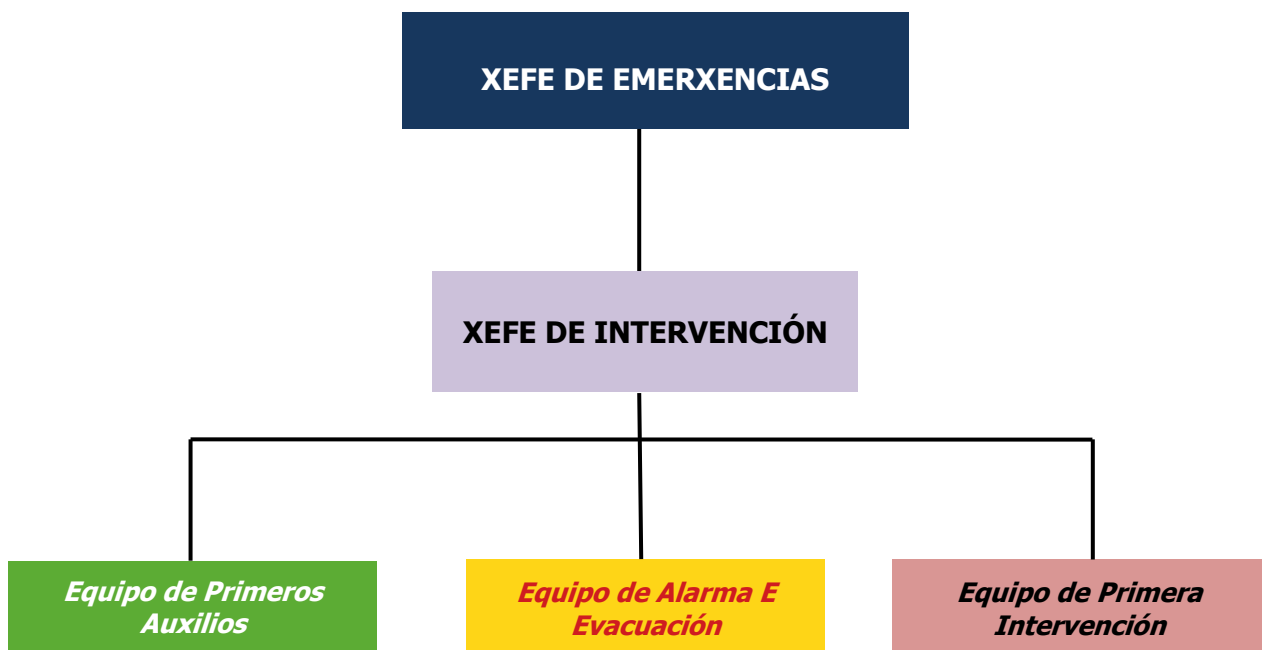 XEFE DE EMERXENCIAS
XEFE DE INTERVENCIÓN
Equipo de Primeros
Auxilios
Equipo de Alarma E
Evacuación
Equipo de Primera
Intervención